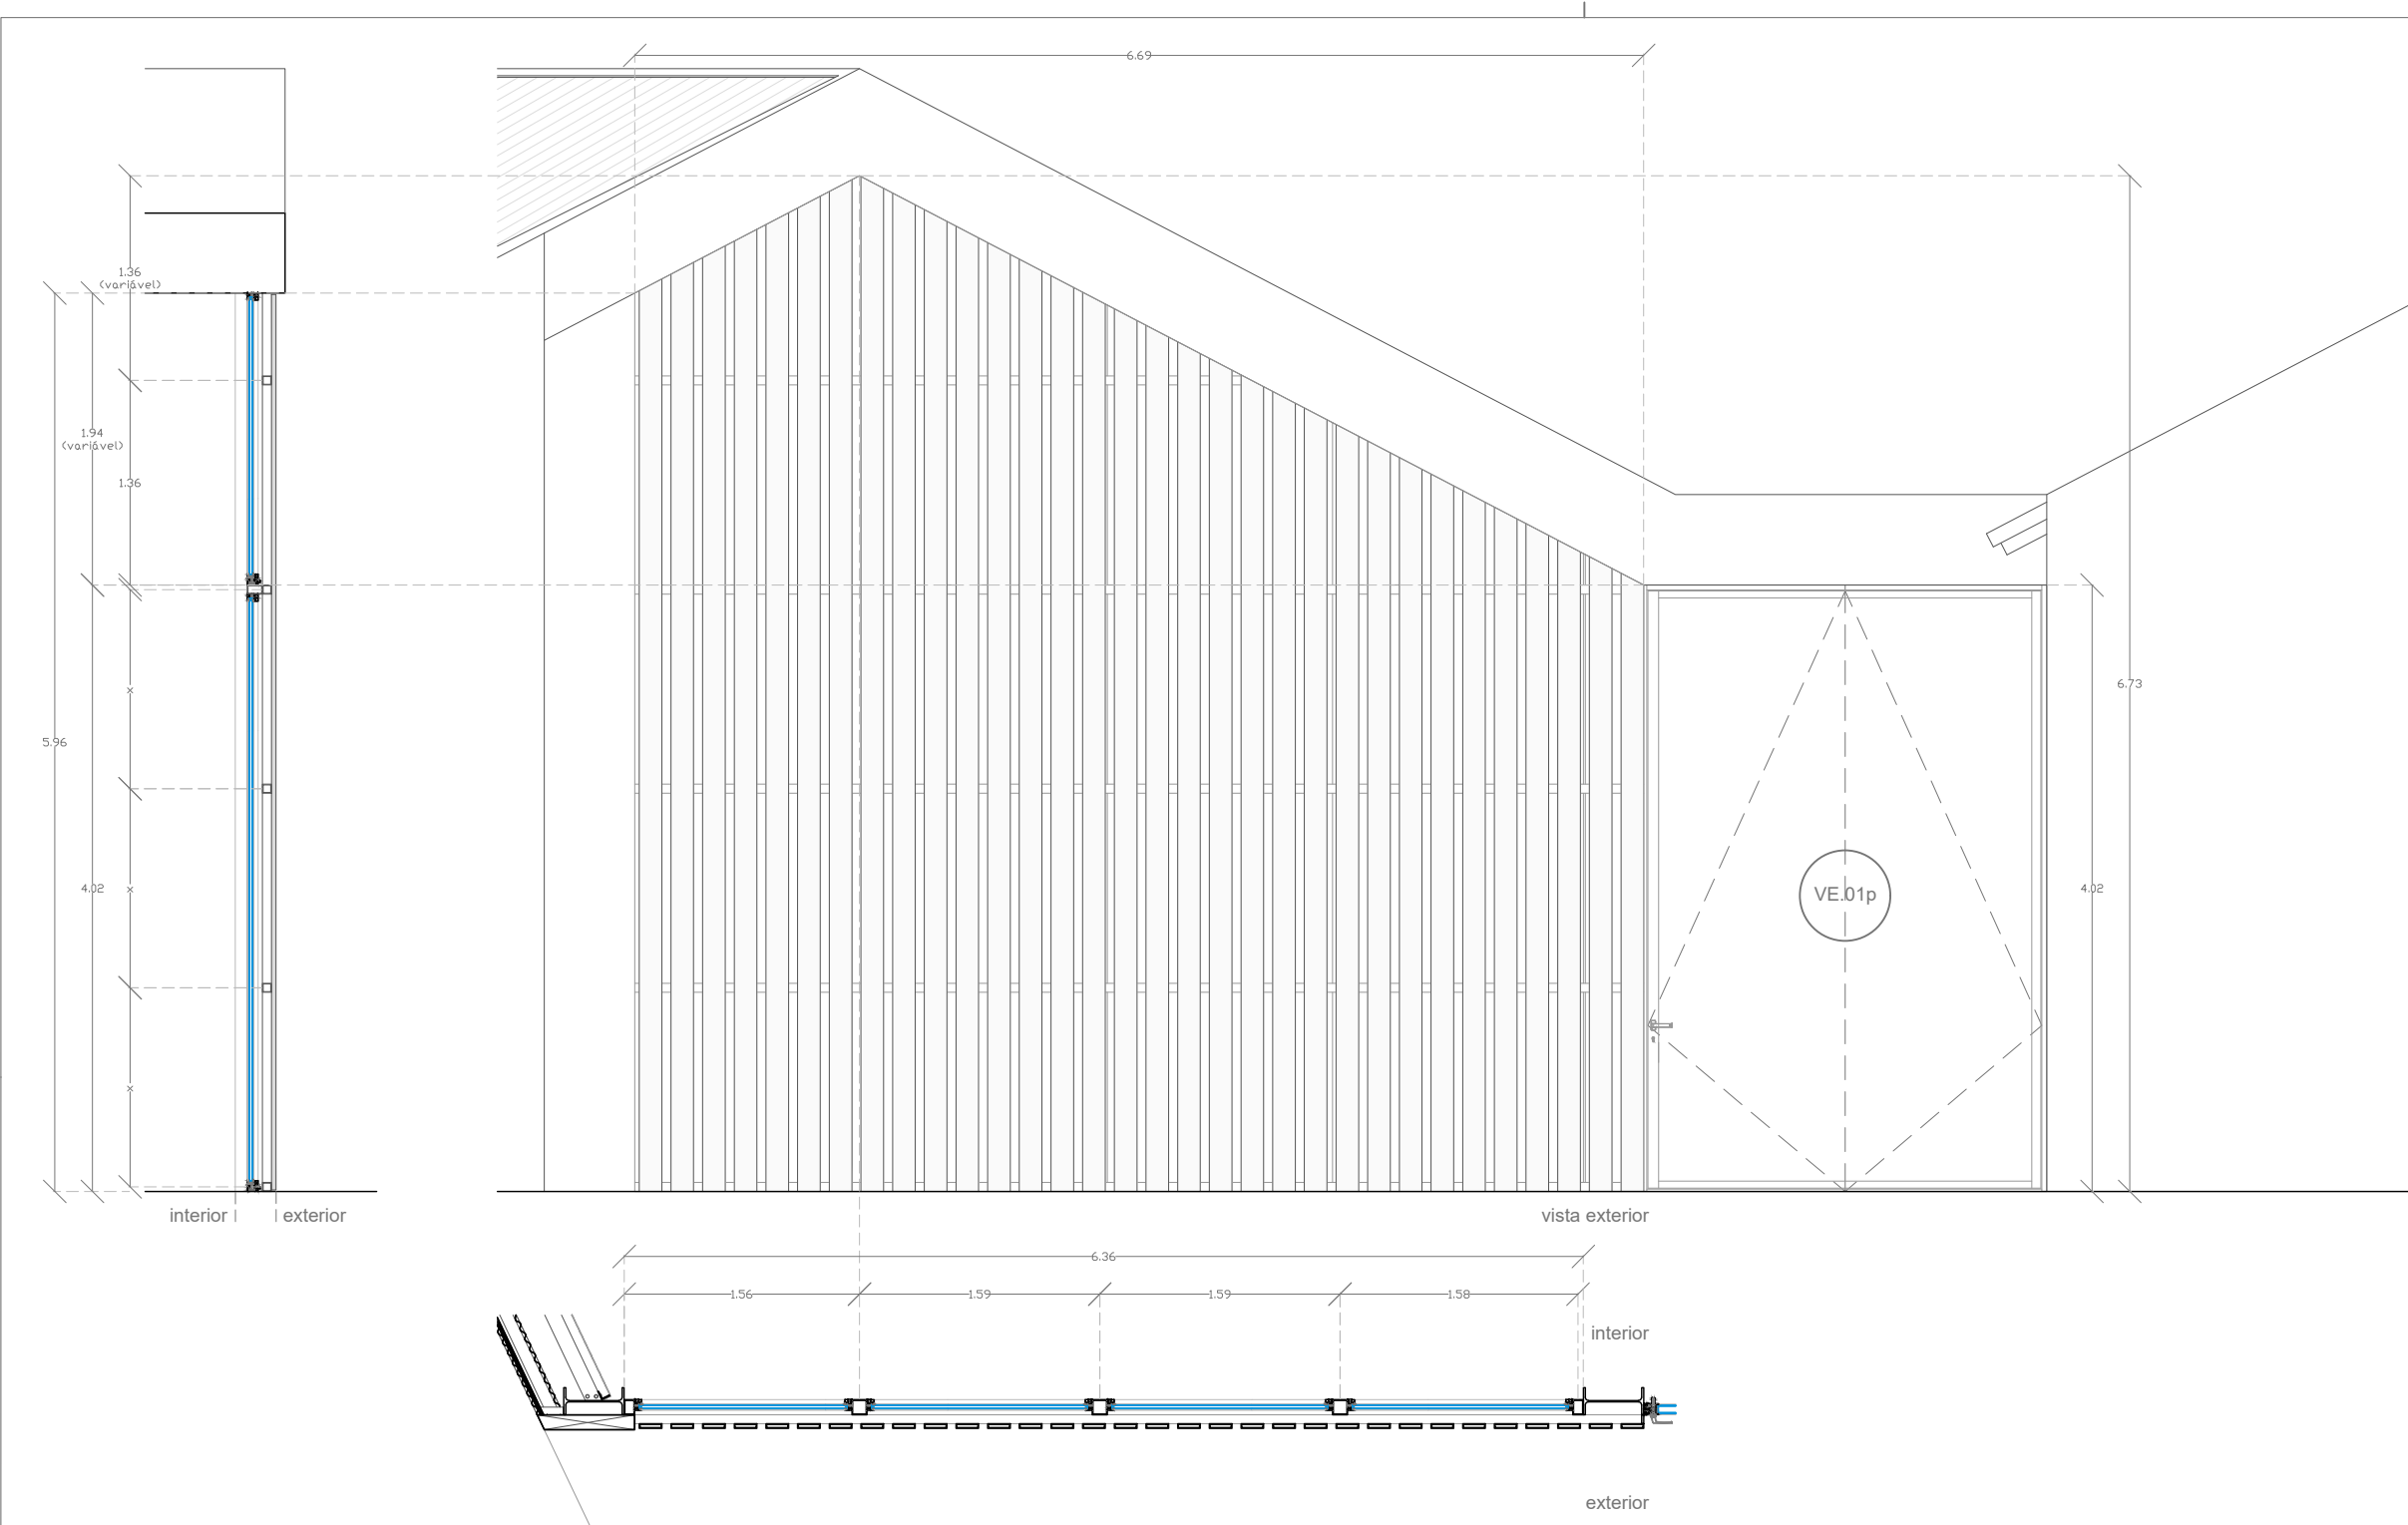 6.69
1.36
(variável)
1.94
(variável)
1.36
6.73
5.96
4.02
VE.01p
4.02
interior
exterior
vista exterior
6.36
1.56
1.59
1.59
1.58
interior
exterior